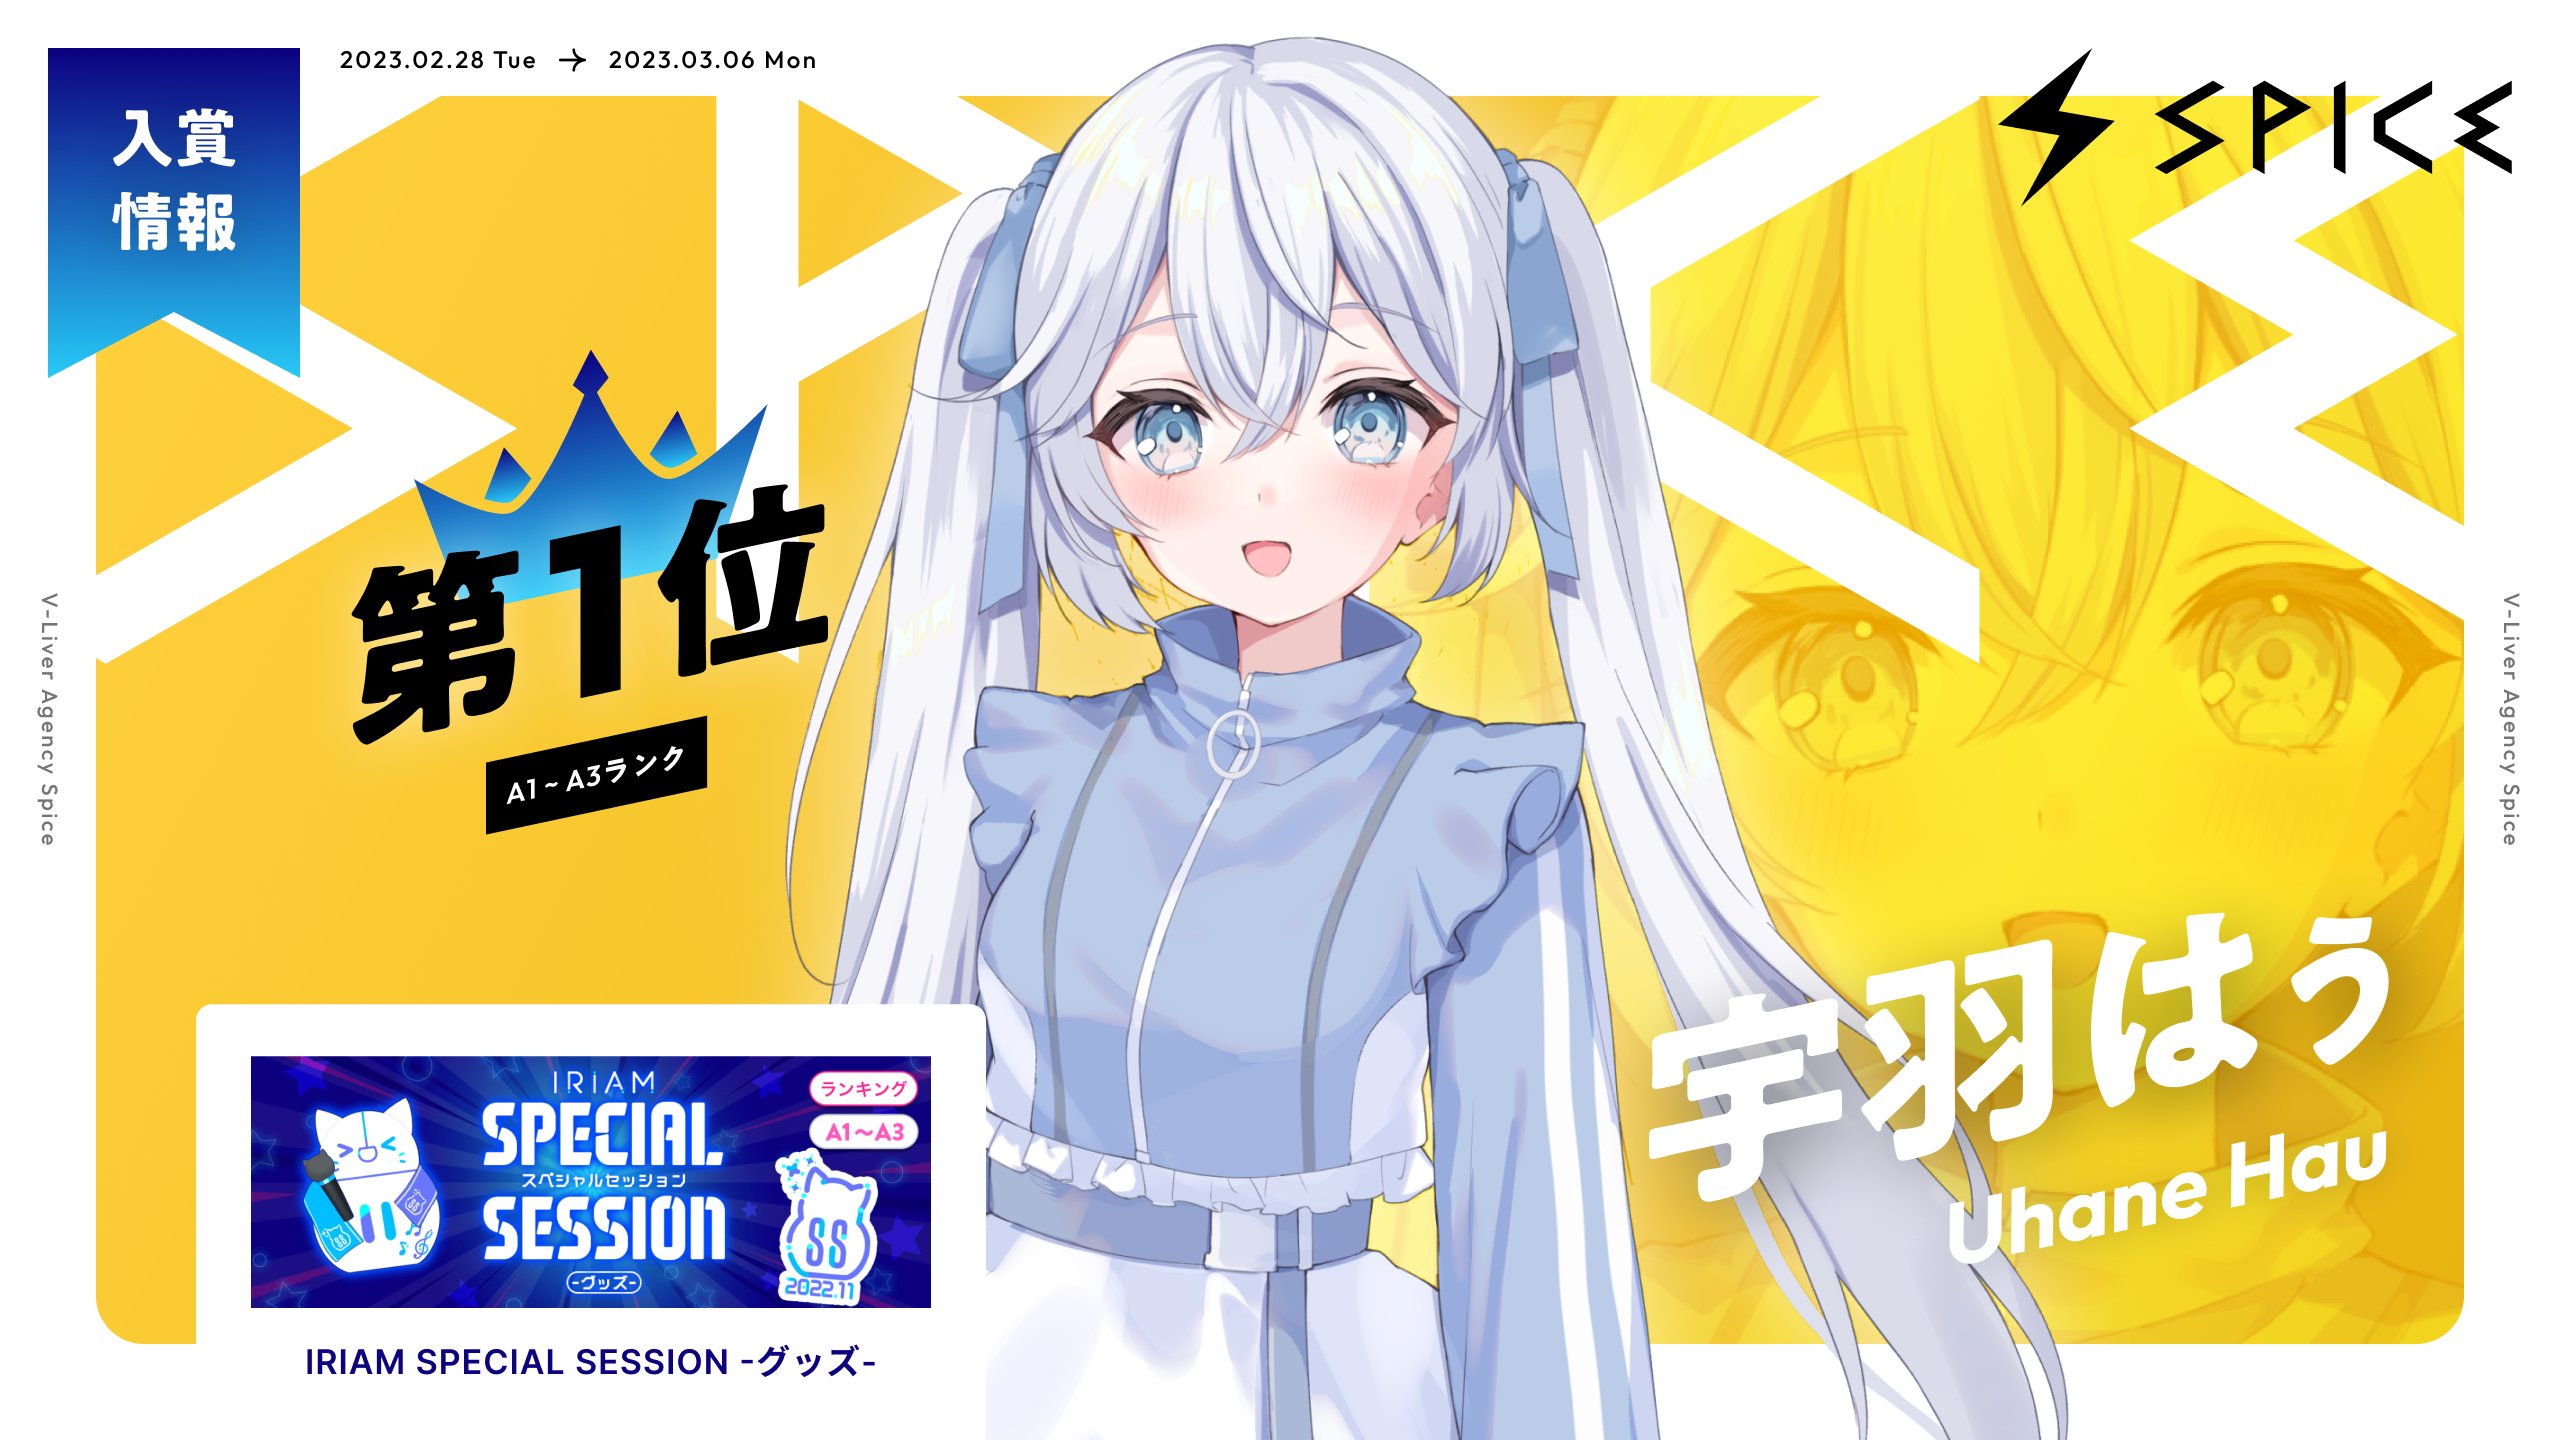 入賞
情報
2023.02.28 Tue → 2023.03.06 Mon
SPICE
第1位
A1~A3ランク
V-Liver Agency Spice
V-Liver Agency Spice
宇羽はぅ
Uhane Hau
IRIAM
SPECIAL
スペシャルセッション
SESSION
-グッズ-
ランキング
A1〜A3
SS
2022.11
IRIAM SPECIAL SESSION -グッズ-